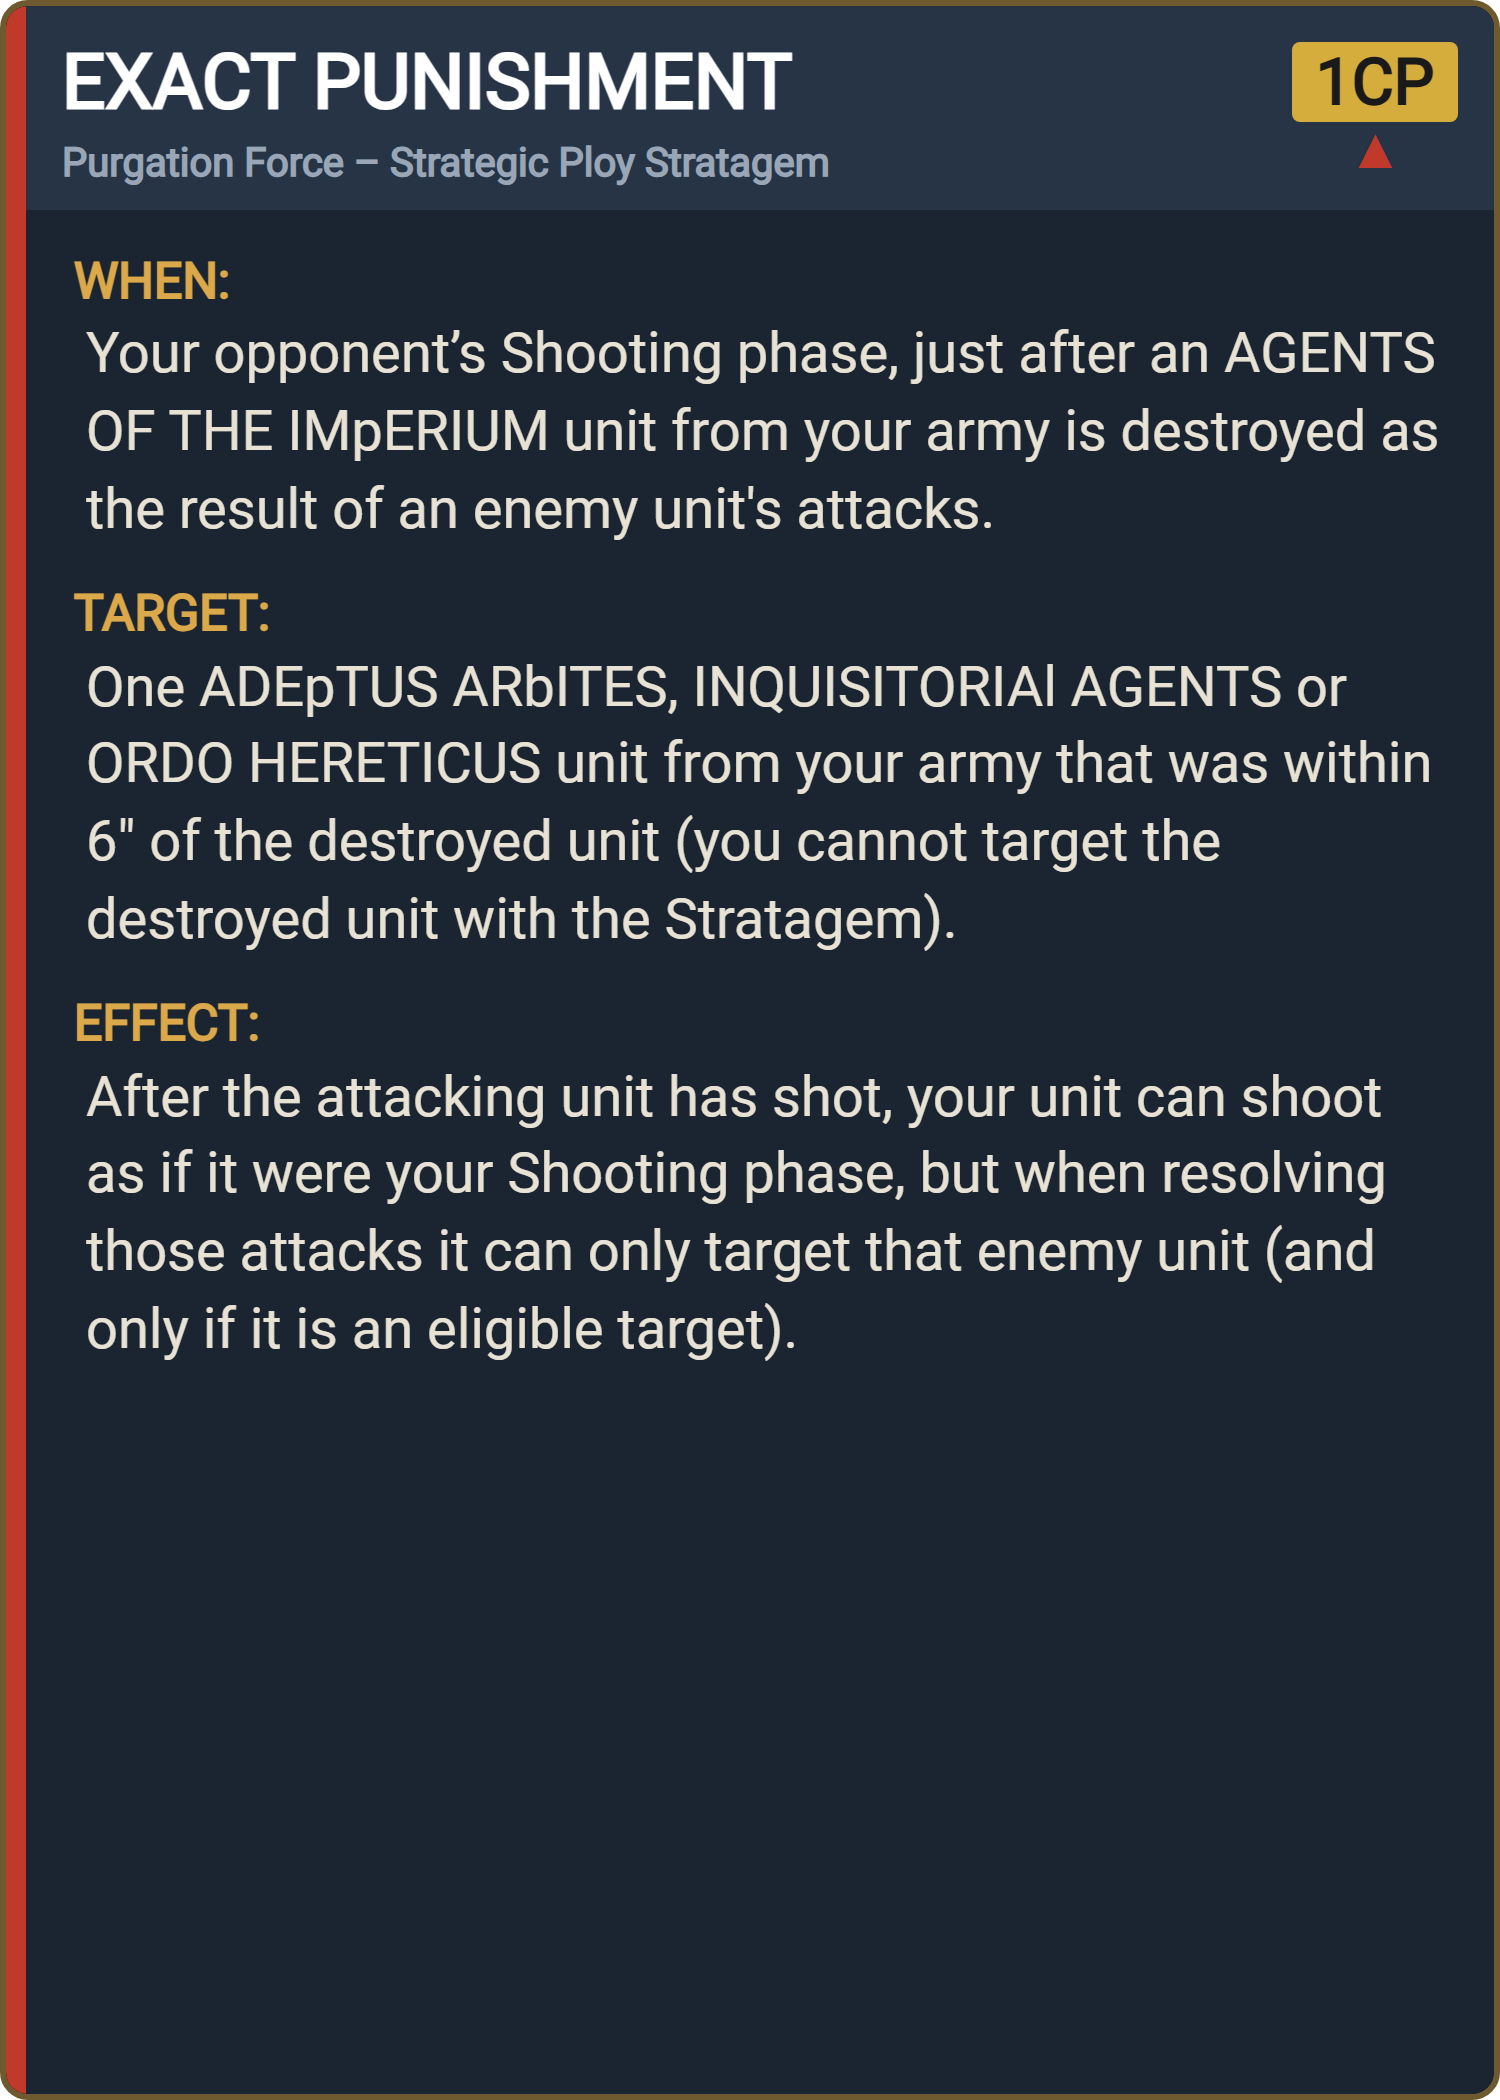 EXACT PUNISHMENT
1CP
Purgation Force – Strategic Ploy Stratagem
WHEN:
Your opponent’s Shooting phase, just after an AGENTS
OF THE IMpERIUM unit from your army is destroyed as
the result of an enemy unit's attacks.
TARGET:
One ADEpTUS ARbITES, INQUISITORIAl AGENTS or
ORDO HERETICUS unit from your army that was within
6" of the destroyed unit (you cannot target the
destroyed unit with the Stratagem).
EFFECT:
After the attacking unit has shot, your unit can shoot
as if it were your Shooting phase, but when resolving
those attacks it can only target that enemy unit (and
only if it is an eligible target).